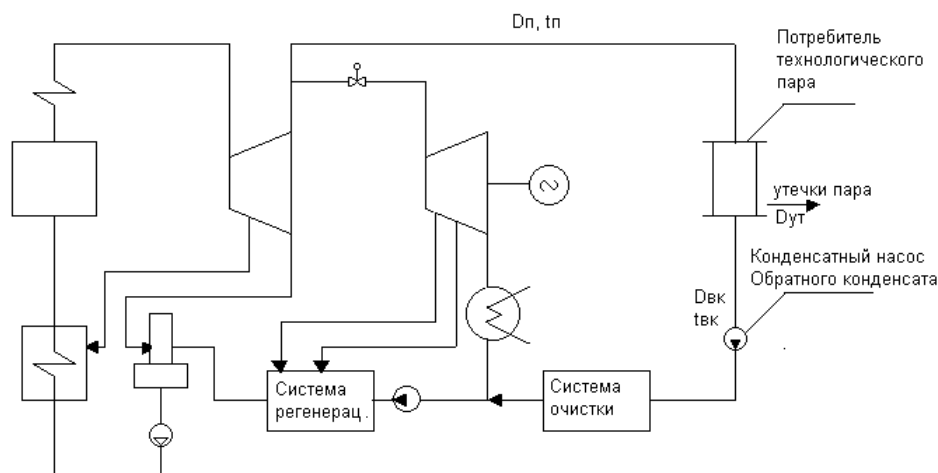 Dп, tп
Потребитель
технологического
пара
утечки пара
Dут
Конденсатный насос
Обратного конденсата
Dвк
tвк
Система
регенерац.
Система
очистки